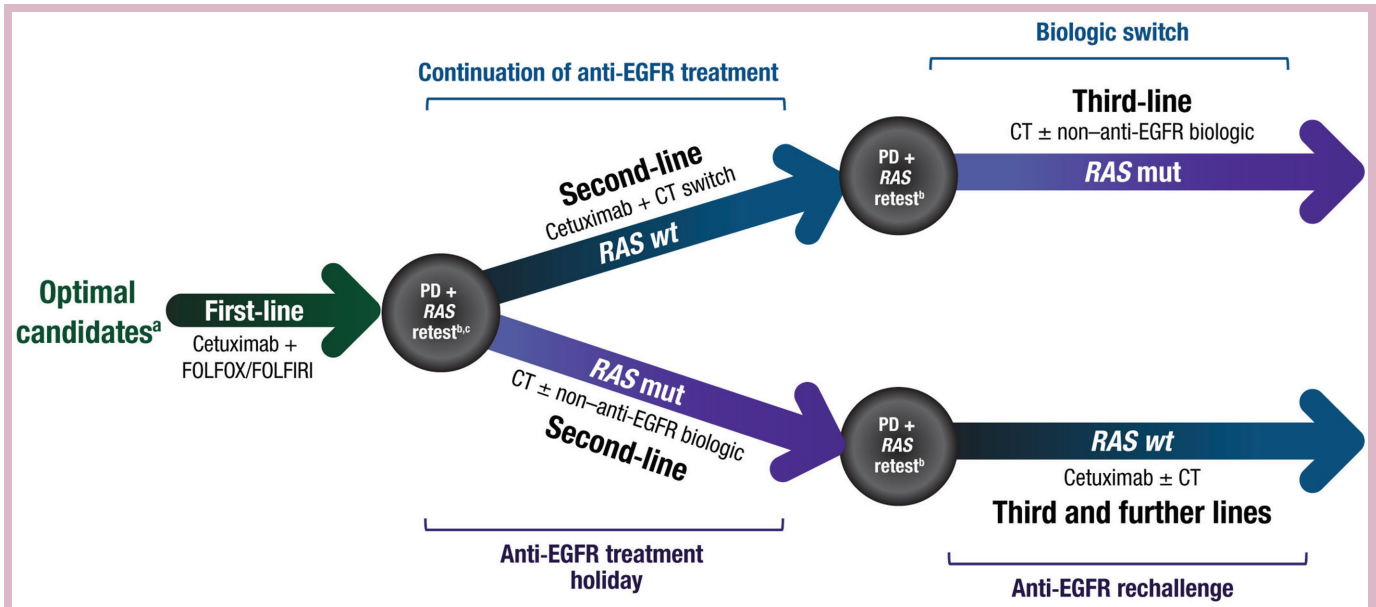 Biologic switch
Continuation of anti-EGFR treatment
Third-line
CT ± non–anti-EGFR biologic
RAS mut
PD +
RAS
retestb
Second-line
Cetuximab + CT switch
RAS wt
Optimal
candidatesa
First-line
Cetuximab +
FOLFOX/FOLFIRI
PD +
RAS
retestb,c
RAS mut
CT ± non–anti-EGFR biologic
Second-line
PD +
RAS
retestb
RAS wt
Cetuximab ± CT
Third and further lines
Anti-EGFR treatment
holiday
Anti-EGFR rechallenge